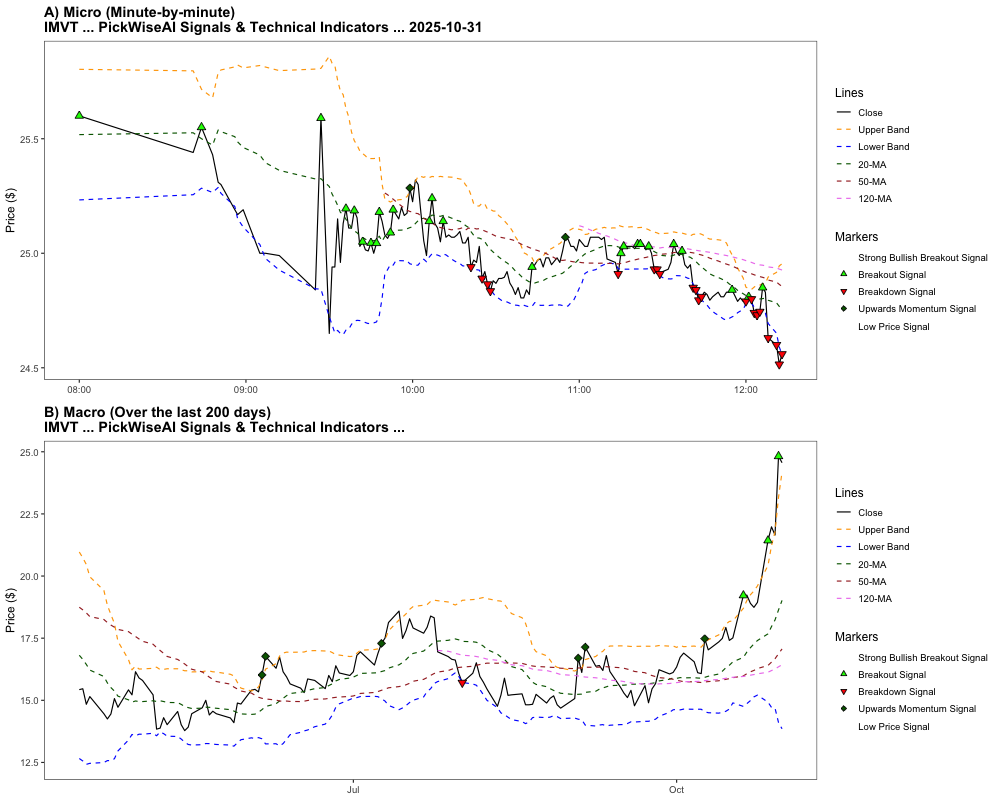 A) Micro (Minute-by-minute)
IMVT ... PickWiseAI Signals & Technical Indicators ... 2025-10-31
Price ($)
25.5
25.0
24.5
08:00
09:00
10:00
11:00
12:00
Lines
Close
Upper Band
Lower Band
20-MA
50-MA
120-MA
Markers
Strong Bullish Breakout Signal
Breakout Signal
Breakdown Signal
Upwards Momentum Signal
Low Price Signal
B) Macro (Over the last 200 days)
IMVT ... PickWiseAI Signals & Technical Indicators ...
Price ($)
25.0
22.5
20.0
17.5
15.0
12.5
Jul
Oct
Lines
Close
Upper Band
Lower Band
20-MA
50-MA
120-MA
Markers
Strong Bullish Breakout Signal
Breakout Signal
Breakdown Signal
Upwards Momentum Signal
Low Price Signal